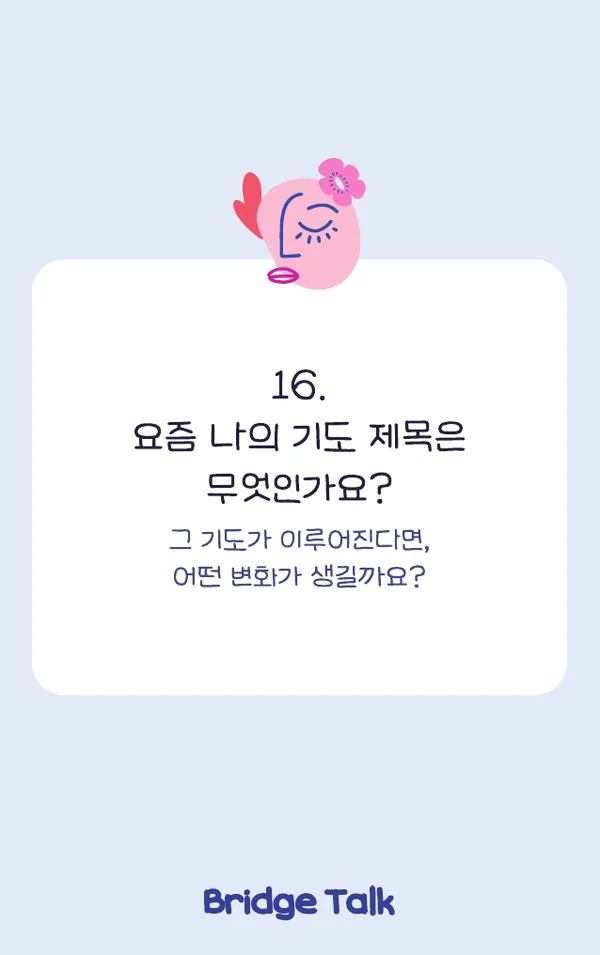 16.
요즘 나의 기도 제목은
무엇인가요?
그 기도가 이루어진다면,
어떤 변화가 생길까요?
Bridge Talk